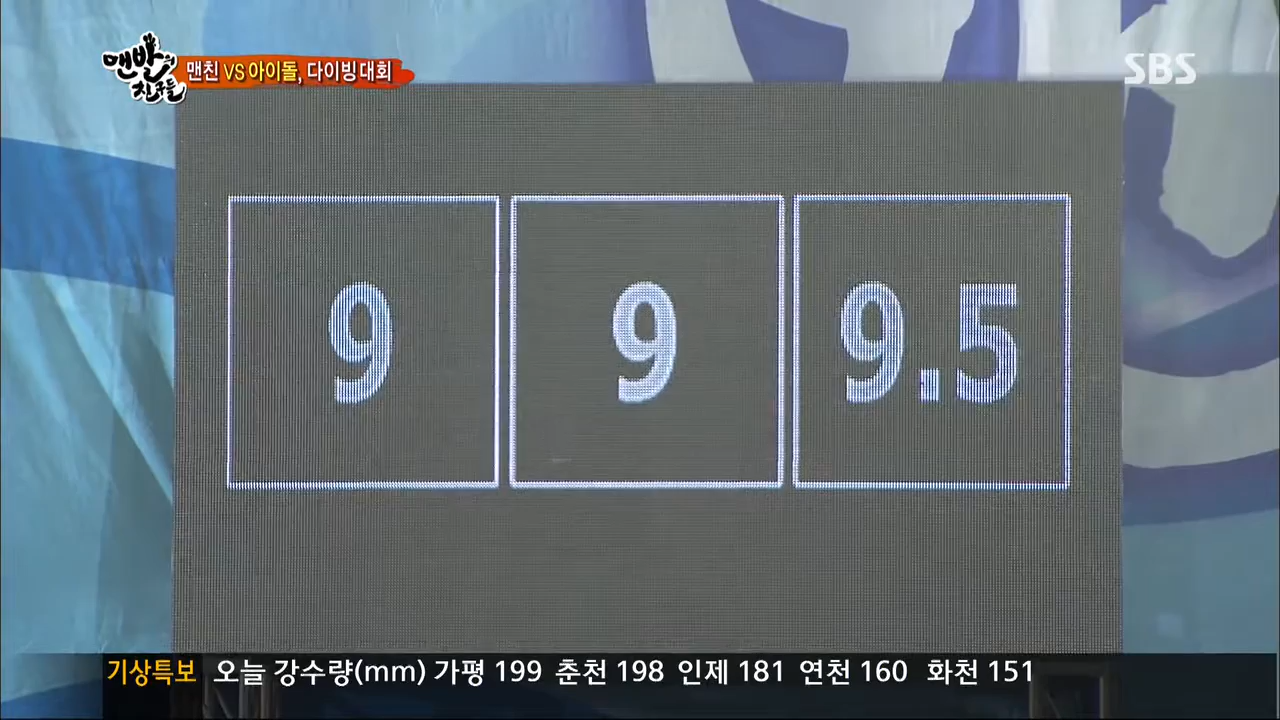 맨발의
친구들
맨친 VS 아이돌, 다이빙 대회
SBS
9 9 9.5
기상특보 오늘 강수량(mm) 가평 199 춘천 198 인제 181 연천 160 화천 151